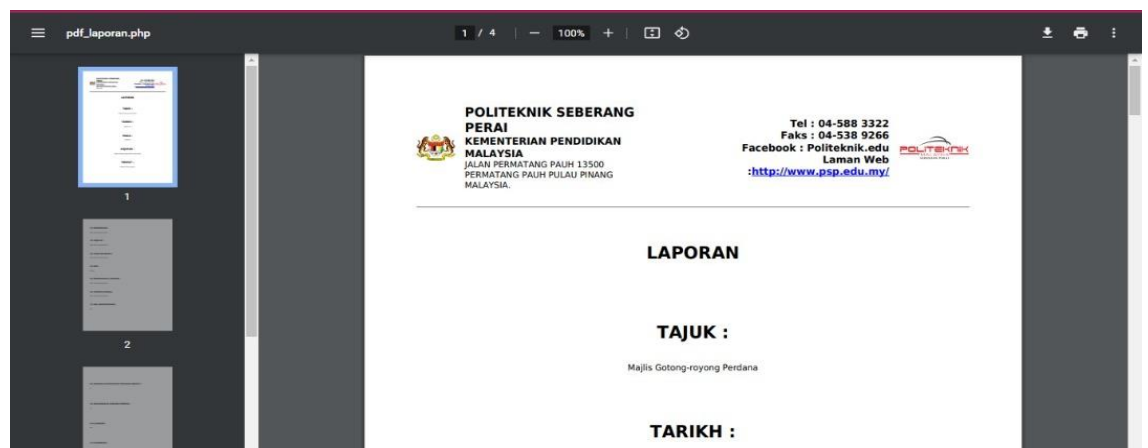 pdf_laporan.php
1 / 4
100%
1
2
POLITEKNIK SEBERANG
PERAI
KEMENTERIAN PENDIDIKAN
MALAYSIA
JALAN PERMATANG PAUH 13500
PERMATANG PAUH PULAU PINANG
MALAYSIA.
Tel : 04-588 3322
Faks : 04-538 9266
Facebook : Politeknik.edu
Laman Web
:http://www.psp.edu.my/
POLITEKNIK
LAPORAN
TAJUK :
Majlis Gotong-royong Perdana
TARIKH :